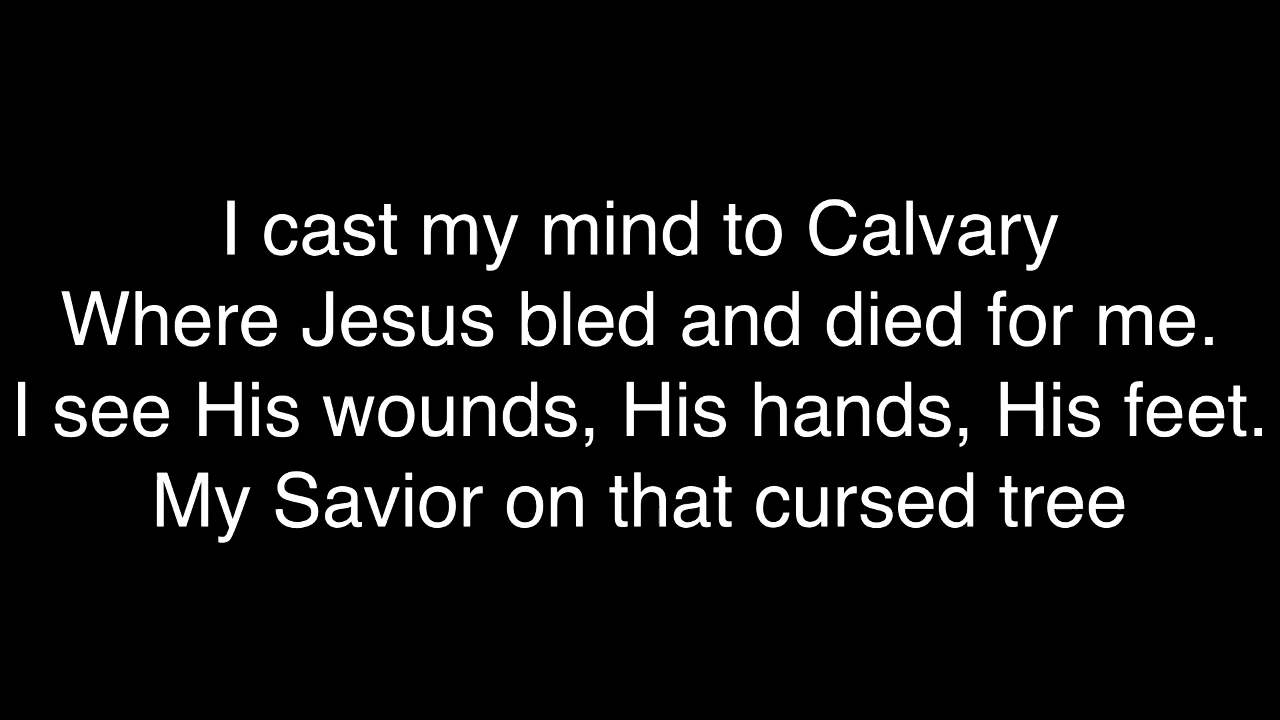 I cast my mind to Calvary
Where Jesus bled and died for me.
I see His wounds, His hands, His feet.
My Savior on that cursed tree